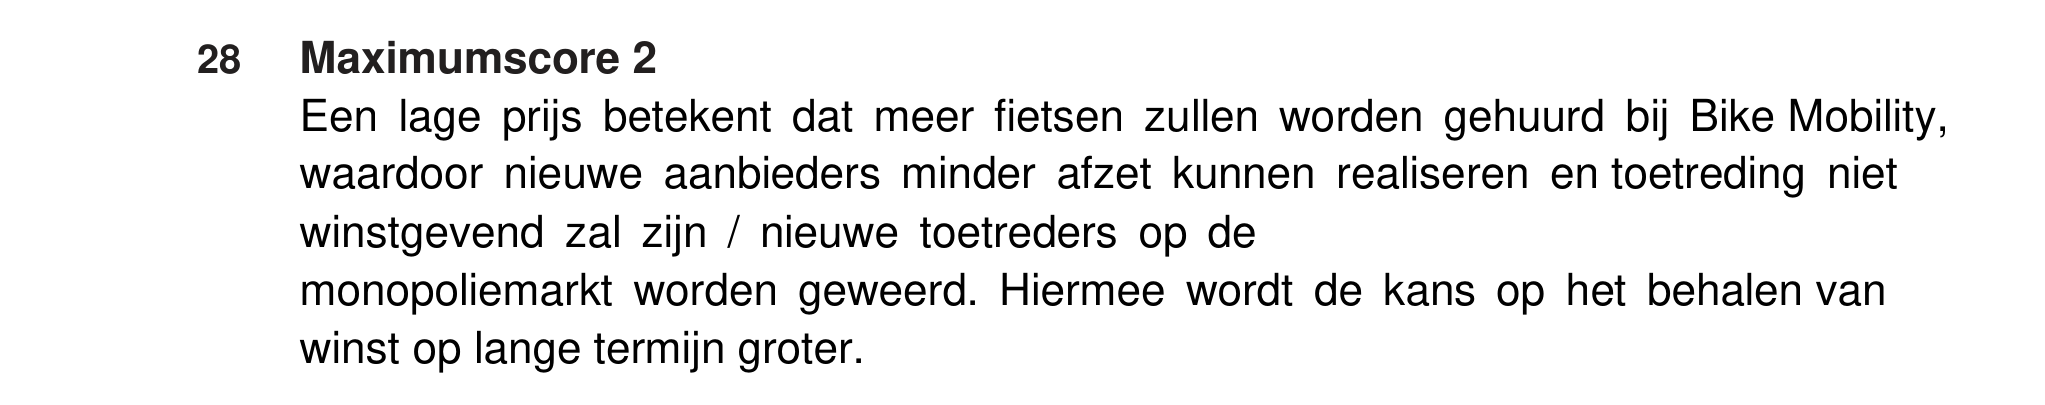 28 Maximumscore 2
Een lage prijs betekent dat meer fietsen zullen worden gehuurd bij Bike Mobility,
waardoor nieuwe aanbieders minder afzet kunnen realiseren en toetreding niet
winstgevend zal zijn / nieuwe toetreders op de
monopoliemarkt worden geweerd. Hiermee wordt de kans op het behalen van
winst op lange termijn groter.